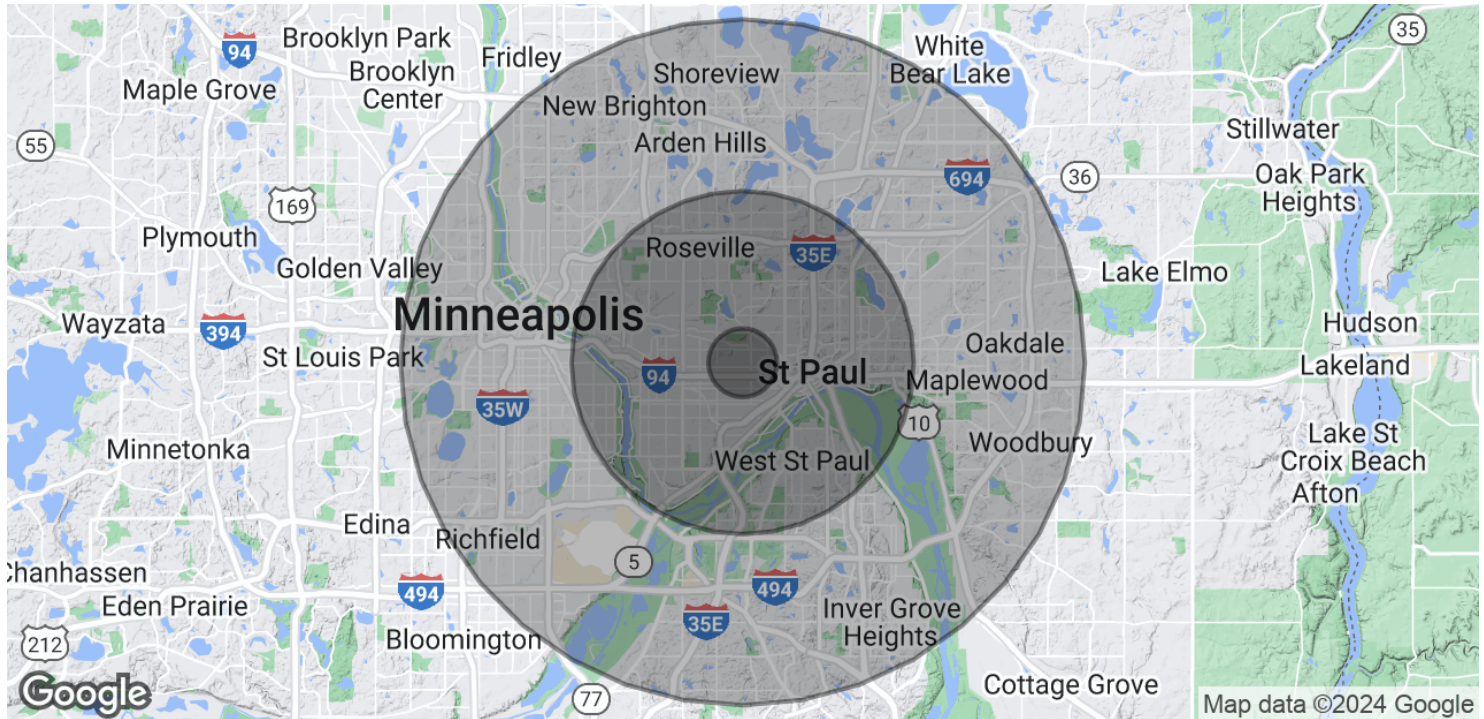 35
94
Brooklyn Park
Fridley
White
Bear Lake
Brooklyn
Center
Shoreview
Maple Grove
New Brighton
Stillwater
Arden Hills
55
694
36
Oak Park
Heights
169
Plymouth
Roseville
35E
Golden Valley
Lake Elmo
Minneapolis
Wayzata
394
Hudson
St Louis Park
Oakdale
Lakeland
94
St Paul
Maplewood
35W
10
Minnetonka
Woodbury
Lake St
Croix Beach
West St Paul
Afton
Edina
Richfield
5
Chanhassen
494
494
Eden Prairie
35E
Inver Grove
Heights
212
Bloomington
Google
77
Cottage Grove
Map data ©2024 Google